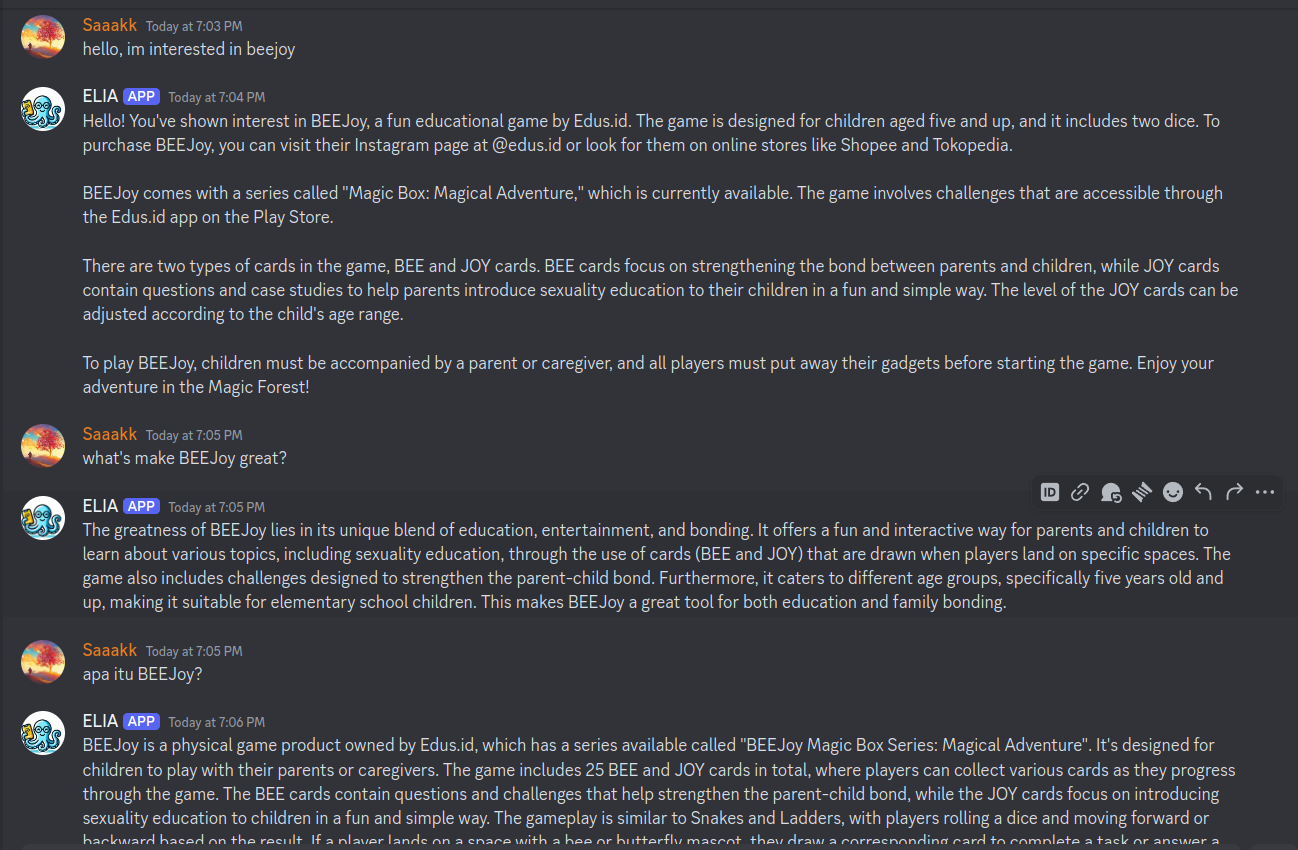 Saaakk Today at 7:03 PM
hello, im interested in beejoy
ELIA APP Today at 7:04 PM
Hello! You've shown interest in BEEJoy, a fun educational game by Edus.id. The game is designed for children aged five and up, and it includes two dice. To
purchase BEEJoy, you can visit their Instagram page at @edus.id or look for them on online stores like Shopee and Tokopedia.
BEEJoy comes with a series called "Magic Box: Magical Adventure," which is currently available. The game involves challenges that are accessible through
the Edus.id app on the Play Store.
There are two types of cards in the game, BEE and JOY cards. BEE cards focus on strengthening the bond between parents and children, while JOY cards
contain questions and case studies to help parents introduce sexuality education to their children in a fun and simple way. The level of the JOY cards can be
adjusted according to the child's age range.
To play BEEJoy, children must be accompanied by a parent or caregiver, and all players must put away their gadgets before starting the game. Enjoy your
adventure in the Magic Forest!
Saaakk Today at 7:05 PM
what's make BEEJoy great?
ID
ELIA APP Today at 7:05 PM
The greatness of BEEJoy lies in its unique blend of education, entertainment, and bonding. It offers a fun and interactive way for parents and children to
learn about various topics, including sexuality education, through the use of cards (BEE and JOY) that are drawn when players land on specific spaces. The
game also includes challenges designed to strengthen the parent-child bond. Furthermore, it caters to different age groups, specifically five years old and
up, making it suitable for elementary school children. This makes BEEJoy a great tool for both education and family bonding.
Saaakk Today at 7:05 PM
apa itu BEEJoy?
ELIA APP Today at 7:06 PM
BEEJoy is a physical game product owned by Edus.id, which has a series available called "BEEJoy Magic Box Series: Magical Adventure". It's designed for
children to play with their parents or caregivers. The game includes 25 BEE and JOY cards in total, where players can collect various cards as they progress
through the game. The BEE cards contain questions and challenges that help strengthen the parent-child bond, while the JOY cards focus on introducing
sexuality education to children in a fun and simple way. The gameplay is similar to Snakes and Ladders, with players rolling a dice and moving forward or
backward based on the result. If a player lands on a space with a bee or butterfly mascot, they draw a corresponding card to complete a task or answer a